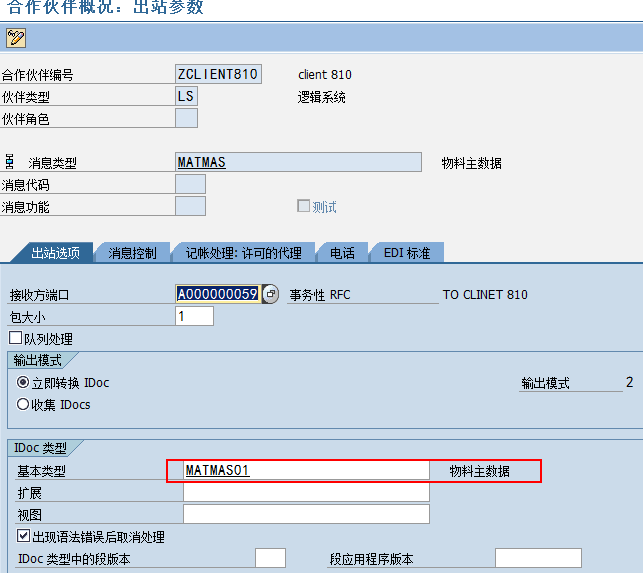 合作伙伴概况: 出站参数
合作伙伴编号 ZCLIENT810 client 810
伙伴类型 LS 逻辑系统
伙伴角色
消息类型 MATMAS 物料主数据
消息代码
消息功能 测试
出站选项 消息控制 记帐处理: 许可的代理 电话 EDI 标准
接收方端口 A000000059 事务性 RFC TO CLINET 810
包大小 1
队列处理
输出模式
立即转换 IDoc 输出模式 2
收集 IDocs
IDoc 类型
基本类型 MATMAS01 物料主数据
扩展
视图
出现语法错误后取消处理
IDoc 类型中的段版本 段应用程序版本